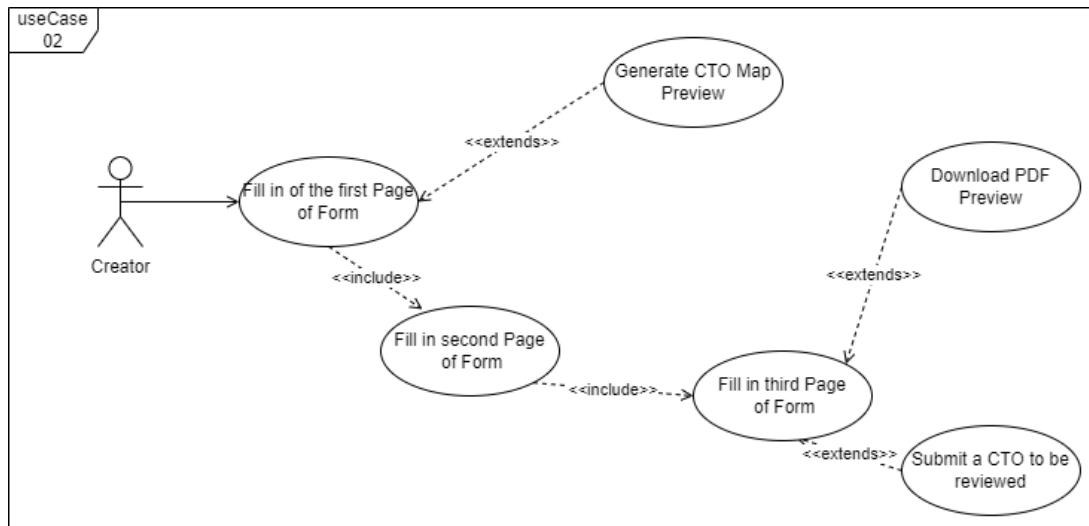 useCase
02
Generate CTO Map
Preview
<<extends>>
Download PDF
Preview
Fill in of the first Page
of Form
Creator
<<include>>
<<extends>>
Fill in second Page
of Form
<<include>>
Fill in third Page
of Form
<<extends>>
Submit a CTO to be
reviewed